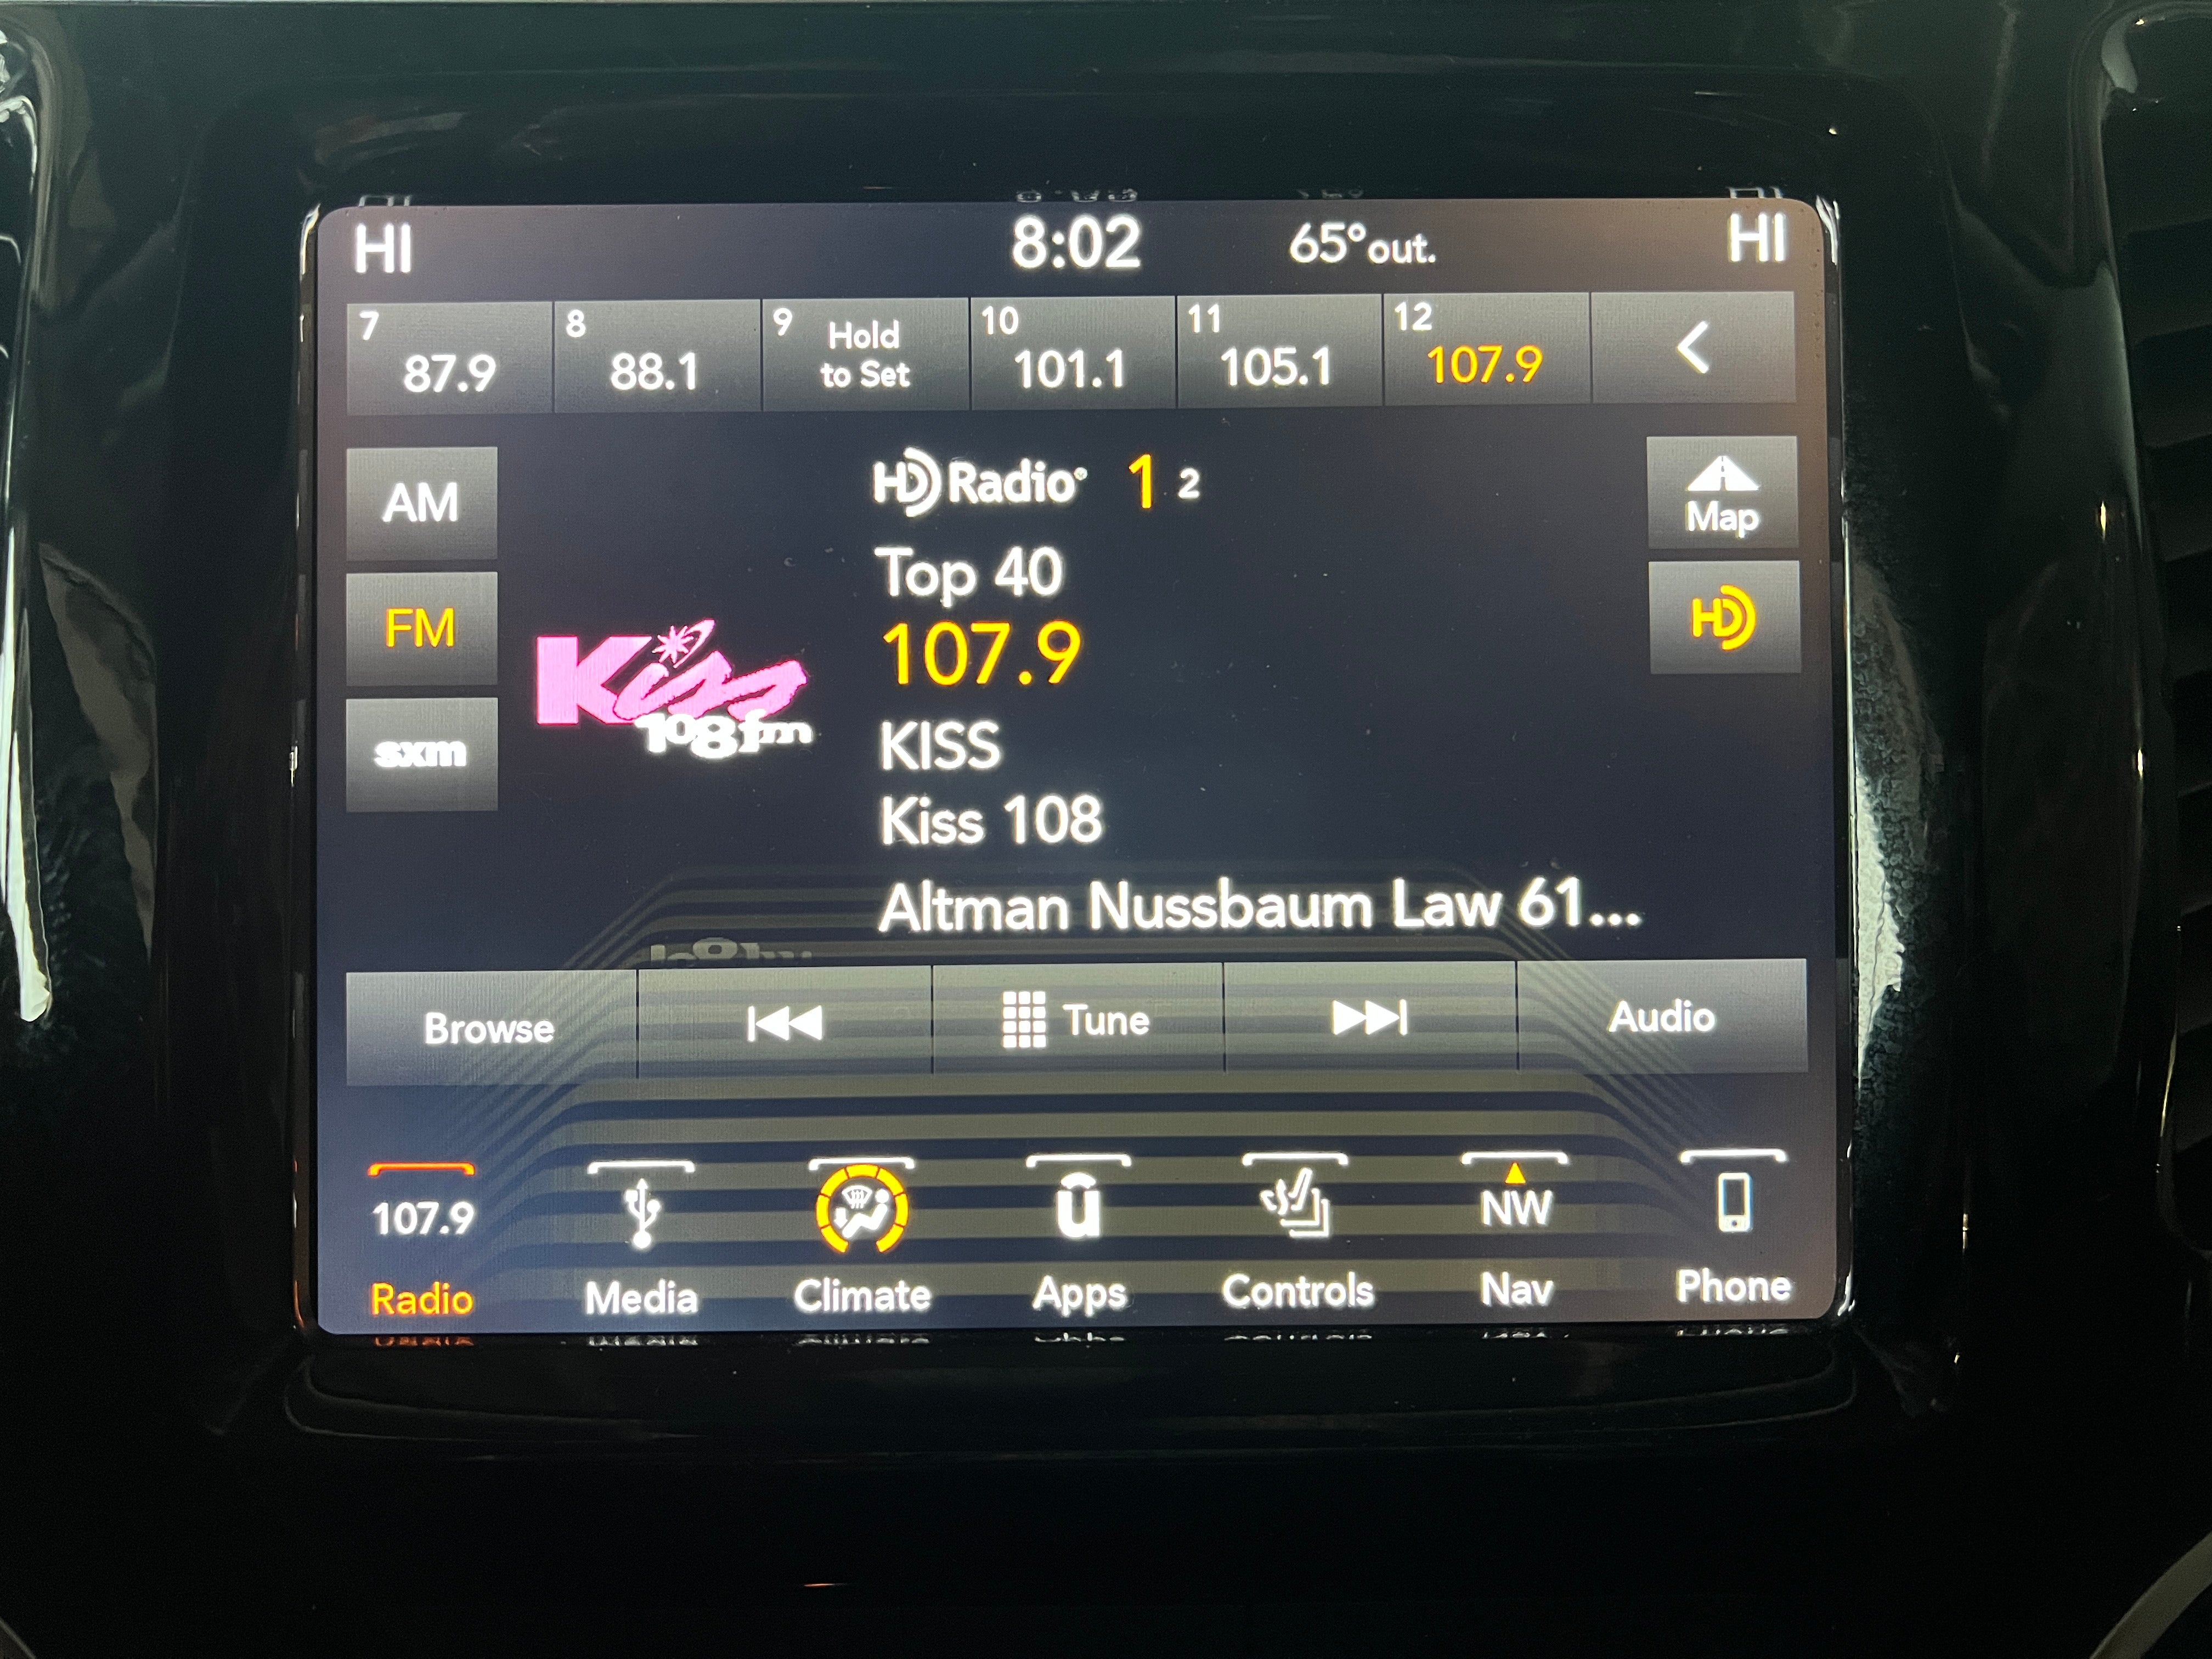 HI 8:02 65°out. HI
7 87.9 8 88.1 9 Hold to Set 10 101.1 11 105.1 12 107.9
AM
FM
sxm
Kiss
108 fm
HD Radio 1 2
Top 40
107.9
KISS
Kiss 108
Altman Nussbaum Law 61...
Map
HD
Browse Tune Audio
107.9 u NW
Radio Media Climate Apps Controls Nav Phone